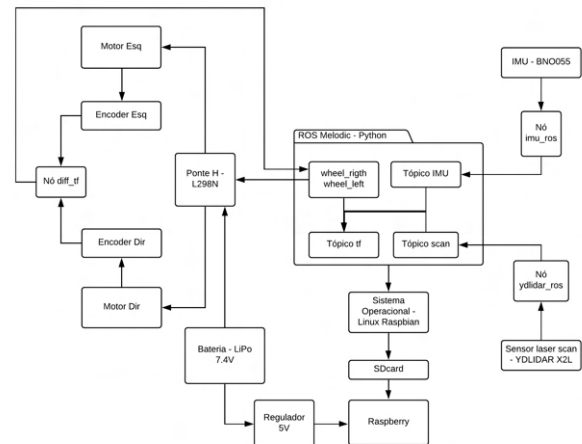 Motor Esq
IMU - BNO055
Encoder Esq
ROS Melodic - Python
Nó
imu_ros
Nó diff_tf
Ponte H -
L298N
wheel_rigth
wheel_left
Tópico IMU
Encoder Dir
Tópico tf
Tópico scan
Nó
ydlidar_ros
Motor Dir
Sistema
Operacional -
Linux Raspbian
Bateria - LiPo
7.4V
Sensor laser scan
- YDLIDAR X2L
SDcard
Regulador
5V
Raspberry